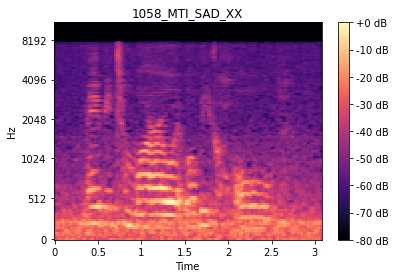 1058_MTI_SAD_XX
+0 dB
8192
-10 dB
4096
-20 dB
-30 dB
2048
Hz
-40 dB
1024
-50 dB
512
-60 dB
-70 dB
0
-80 dB
0 0.5 1 1.5 2 2.5 3
Time